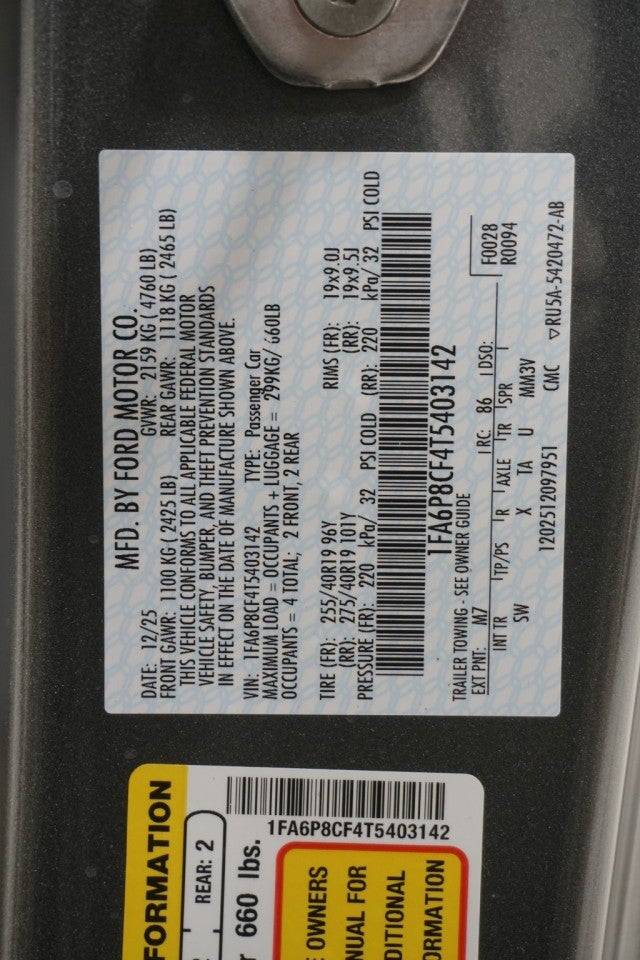 MFD. BY FORD MOTOR CO.
DATE: 12/25 GVWR: 2159 KG ( 4760 LB)
FRONT GAWR: 1100 KG ( 2425 LB) REAR GAWR: 1118 KG ( 2465 LB)
THIS VEHICLE CONFORMS TO ALL APPLICABLE FEDERAL MOTOR
VEHICLE SAFETY, BUMPER, AND THEFT PREVENTION STANDARDS
IN EFFECT ON THE DATE OF MANUFACTURE SHOWN ABOVE.
VIN: 1FA6P8CF4T5403142 TYPE: Passenger Car
MAXIMUM LOAD = OCCUPANTS + LUGGAGE = 299KG/ 660LB
OCCUPANTS = 4 TOTAL; 2 FRONT, 2 REAR
TIRE (FR): 255/40R19 96Y RIMS (FR): 19x9.0J
(RR): 275/40R19 101Y (RR): 19x9.5J
PRESSURE (FR): 220 kPa/ 32 PSI COLD (RR): 220 kPa/ 32 PSI COLD
1FA6P8CF4T5403142
TRAILER TOWING - SEE OWNER GUIDE
EXT PNT: M7 RC: 86 DSO: F0028
R0094
INT TR TP/PS R AXLE TR SPR
SW X TA U MM3V
1202512097951 CMC ▽RU5A-5420472-AB
FORMATION
REAR: 2
660 lbs.
1FA6P8CF4T5403142
OWNERS
FOR